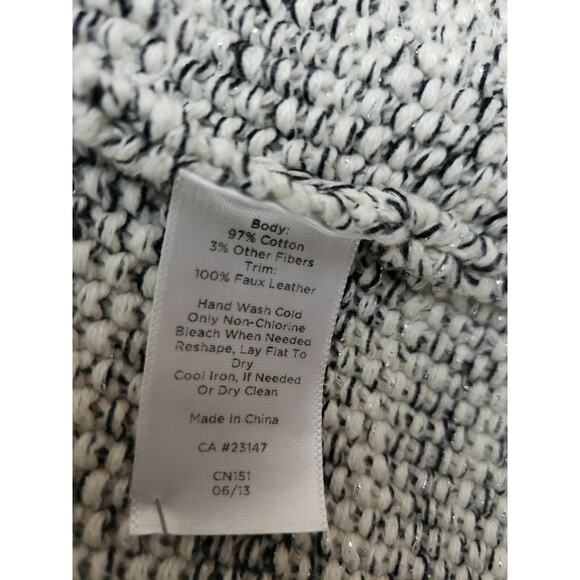 Body:
97% Cotton
3% Other Fibers
Trim:
100% Faux Leather
Hand Wash Cold
Only Non-Chlorine
Bleach When Needed
Reshape, Lay Flat To
Dry
Cool Iron, If Needed
Or Dry Clean
Made In China
CA #23147
CN151
06/13